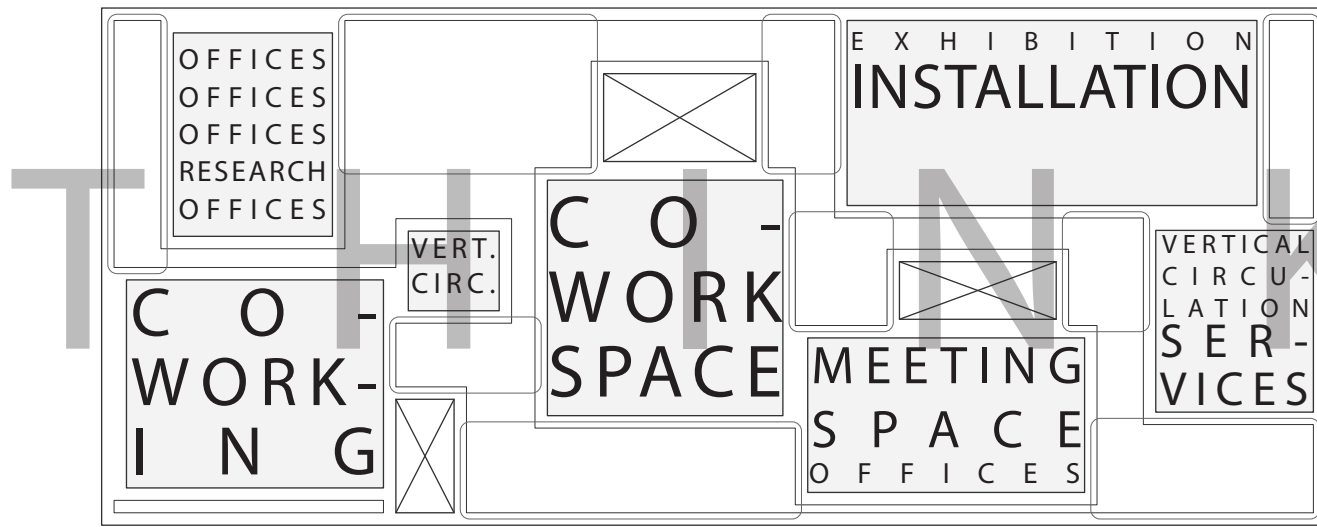 OFFICES
OFFICES
OFFICES
RESEARCH
OFFICES
EXHIBITION
INSTALLATION
THINK
VERT.
CIRC.
CO-
WORK-
ING
CO-
WORK
SPACE
MEETING
SPACE
OFFICES
VERTICAL
CIRCU-
LATION
SER-
VICES